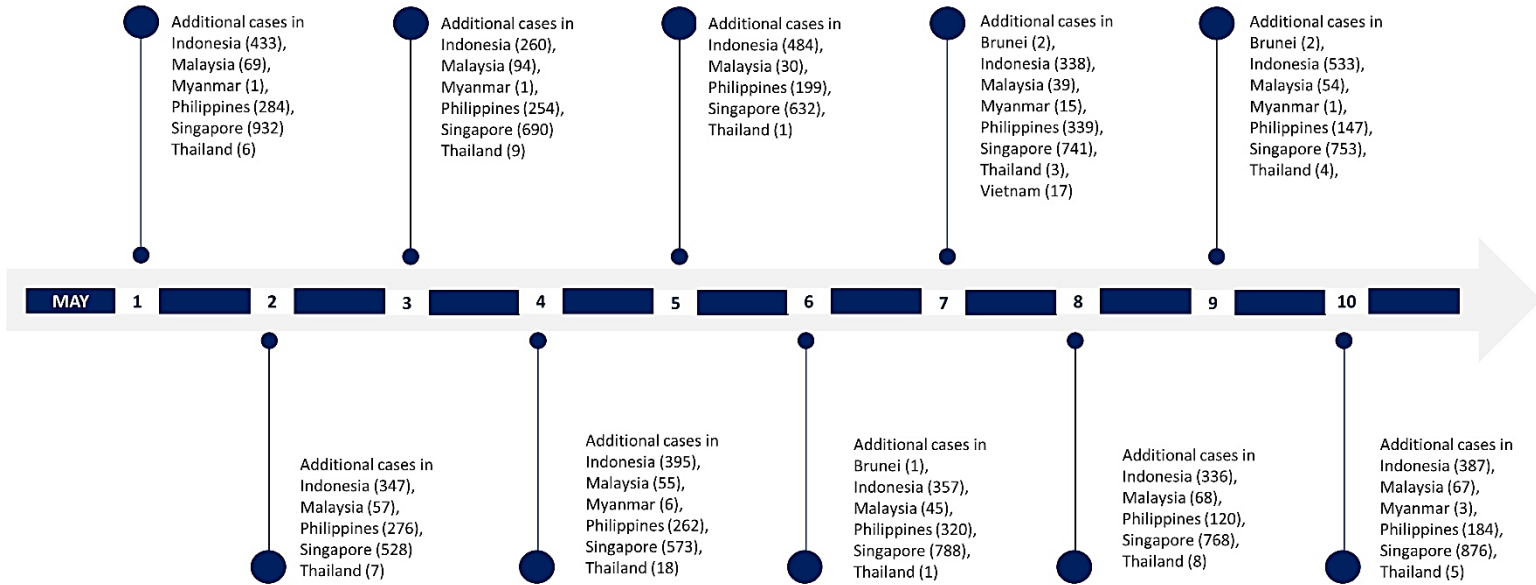 Additional cases in
Indonesia (433),
Malaysia (69),
Myanmar (1),
Philippines (284),
Singapore (932)
Thailand (6)
Additional cases in
Indonesia (260),
Malaysia (94),
Myanmar (1),
Philippines (254),
Singapore (690)
Thailand (9)
Additional cases in
Indonesia (484),
Malaysia (30),
Philippines (199),
Singapore (632),
Thailand (1)
Additional cases in
Brunei (2),
Indonesia (338),
Malaysia (39),
Myanmar (15),
Philippines (339),
Singapore (741),
Thailand (3),
Vietnam (17)
Additional cases in
Brunei (2),
Indonesia (533),
Malaysia (54),
Myanmar (1),
Philippines (147),
Singapore (753),
Thailand (4),
MAY 1 2 3 4 5 6 7 8 9 10
Additional cases in
Indonesia (347),
Malaysia (57),
Philippines (276),
Singapore (528)
Thailand (7)
Additional cases in
Indonesia (395),
Malaysia (55),
Myanmar (6),
Philippines (262),
Singapore (573),
Thailand (18)
Additional cases in
Brunei (1),
Indonesia (357),
Malaysia (45),
Philippines (320),
Singapore (788),
Thailand (1)
Additional cases in
Indonesia (336),
Malaysia (68),
Philippines (120),
Singapore (768),
Thailand (8)
Additional cases in
Indonesia (387),
Malaysia (67),
Myanmar (3),
Philippines (184),
Singapore (876),
Thailand (5)